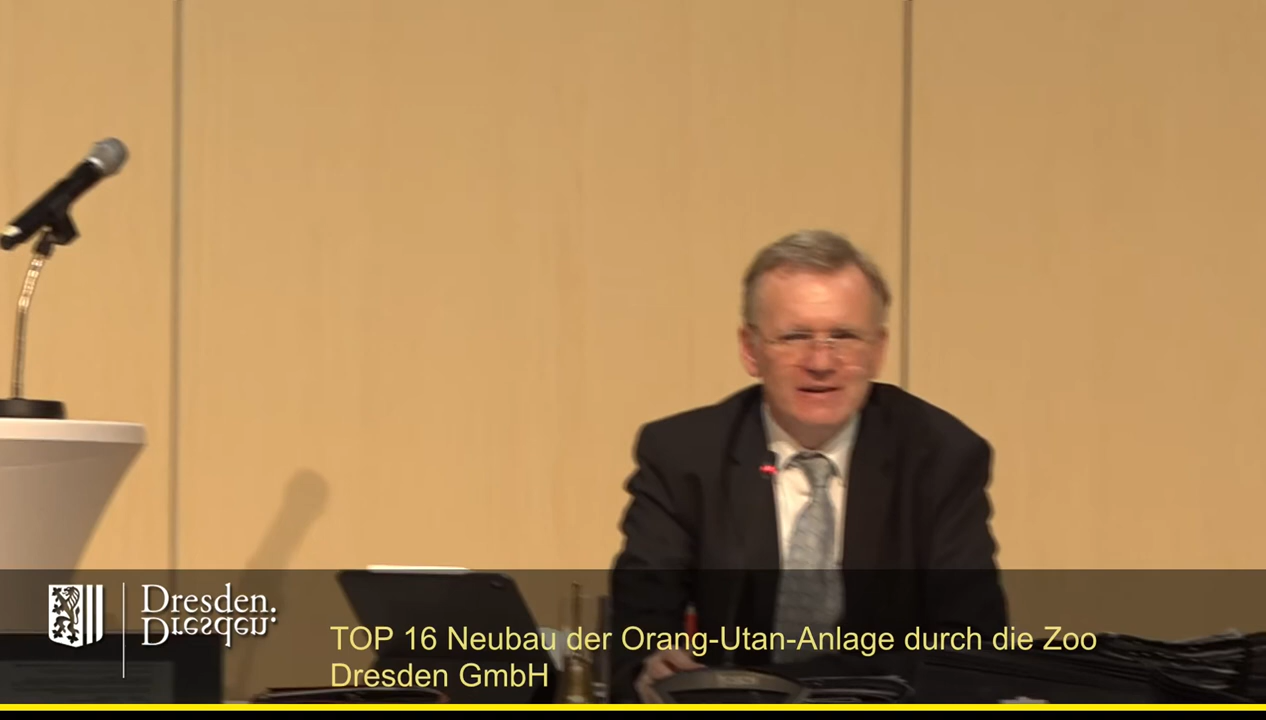 Dresden.
Dresden.
TOP 16 Neubau der Orang-Utan-Anlage durch die Zoo
Dresden GmbH